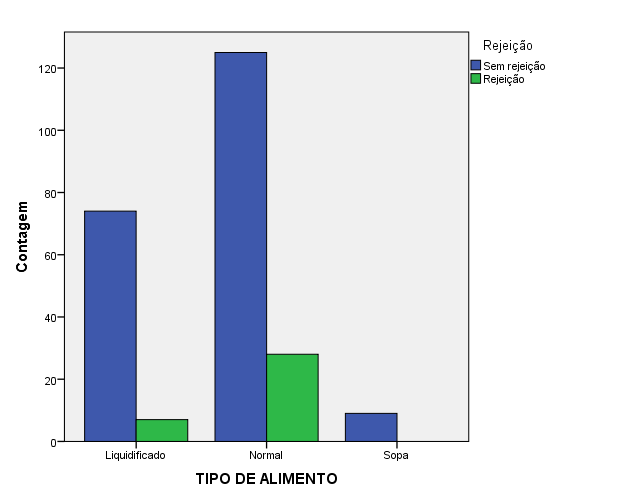 Rejeição
Sem rejeição
Rejeição
120
100
80
60
40
20
0
Contagem
Liquidificado
Normal
Sopa
TIPO DE ALIMENTO